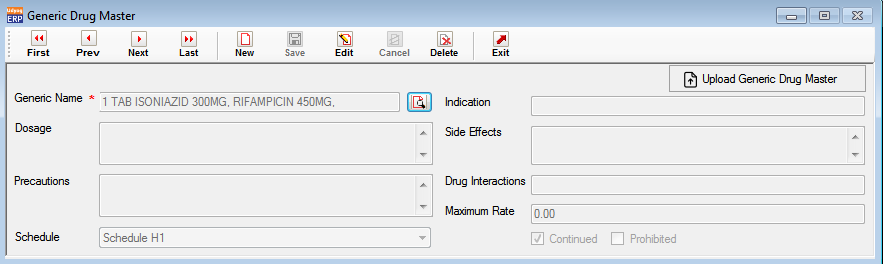 Udyog ERP Generic Drug Master
First Prev Next Last New Save Edit Cancel Delete Exit
Upload Generic Drug Master
Generic Name * 1 TAB ISONIAZID 300MG, RIFAMPICIN 450MG,
Indication
Dosage
Side Effects
Precautions
Drug Interactions
Maximum Rate 0.00
Schedule Schedule H1
Continued Prohibited